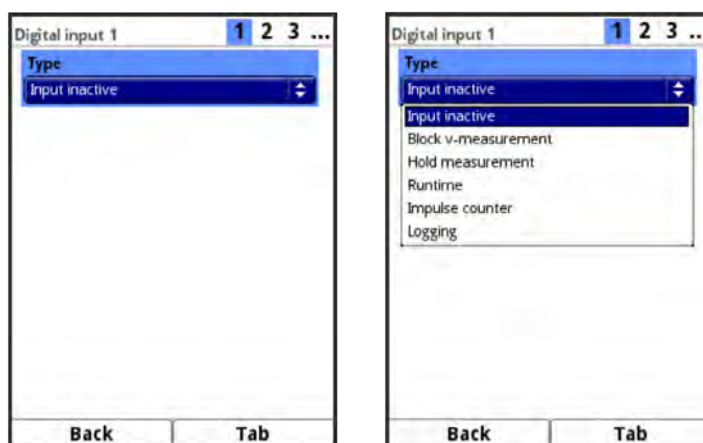 Digital input 1 1 2 3 ...
Type
Input inactive
Back Tab
Digital input 1 1 2 3 ..
Type
Input inactive
Input inactive
Block v-measurement
Hold measurement
Runtime
Impulse counter
Logging
Back Tab